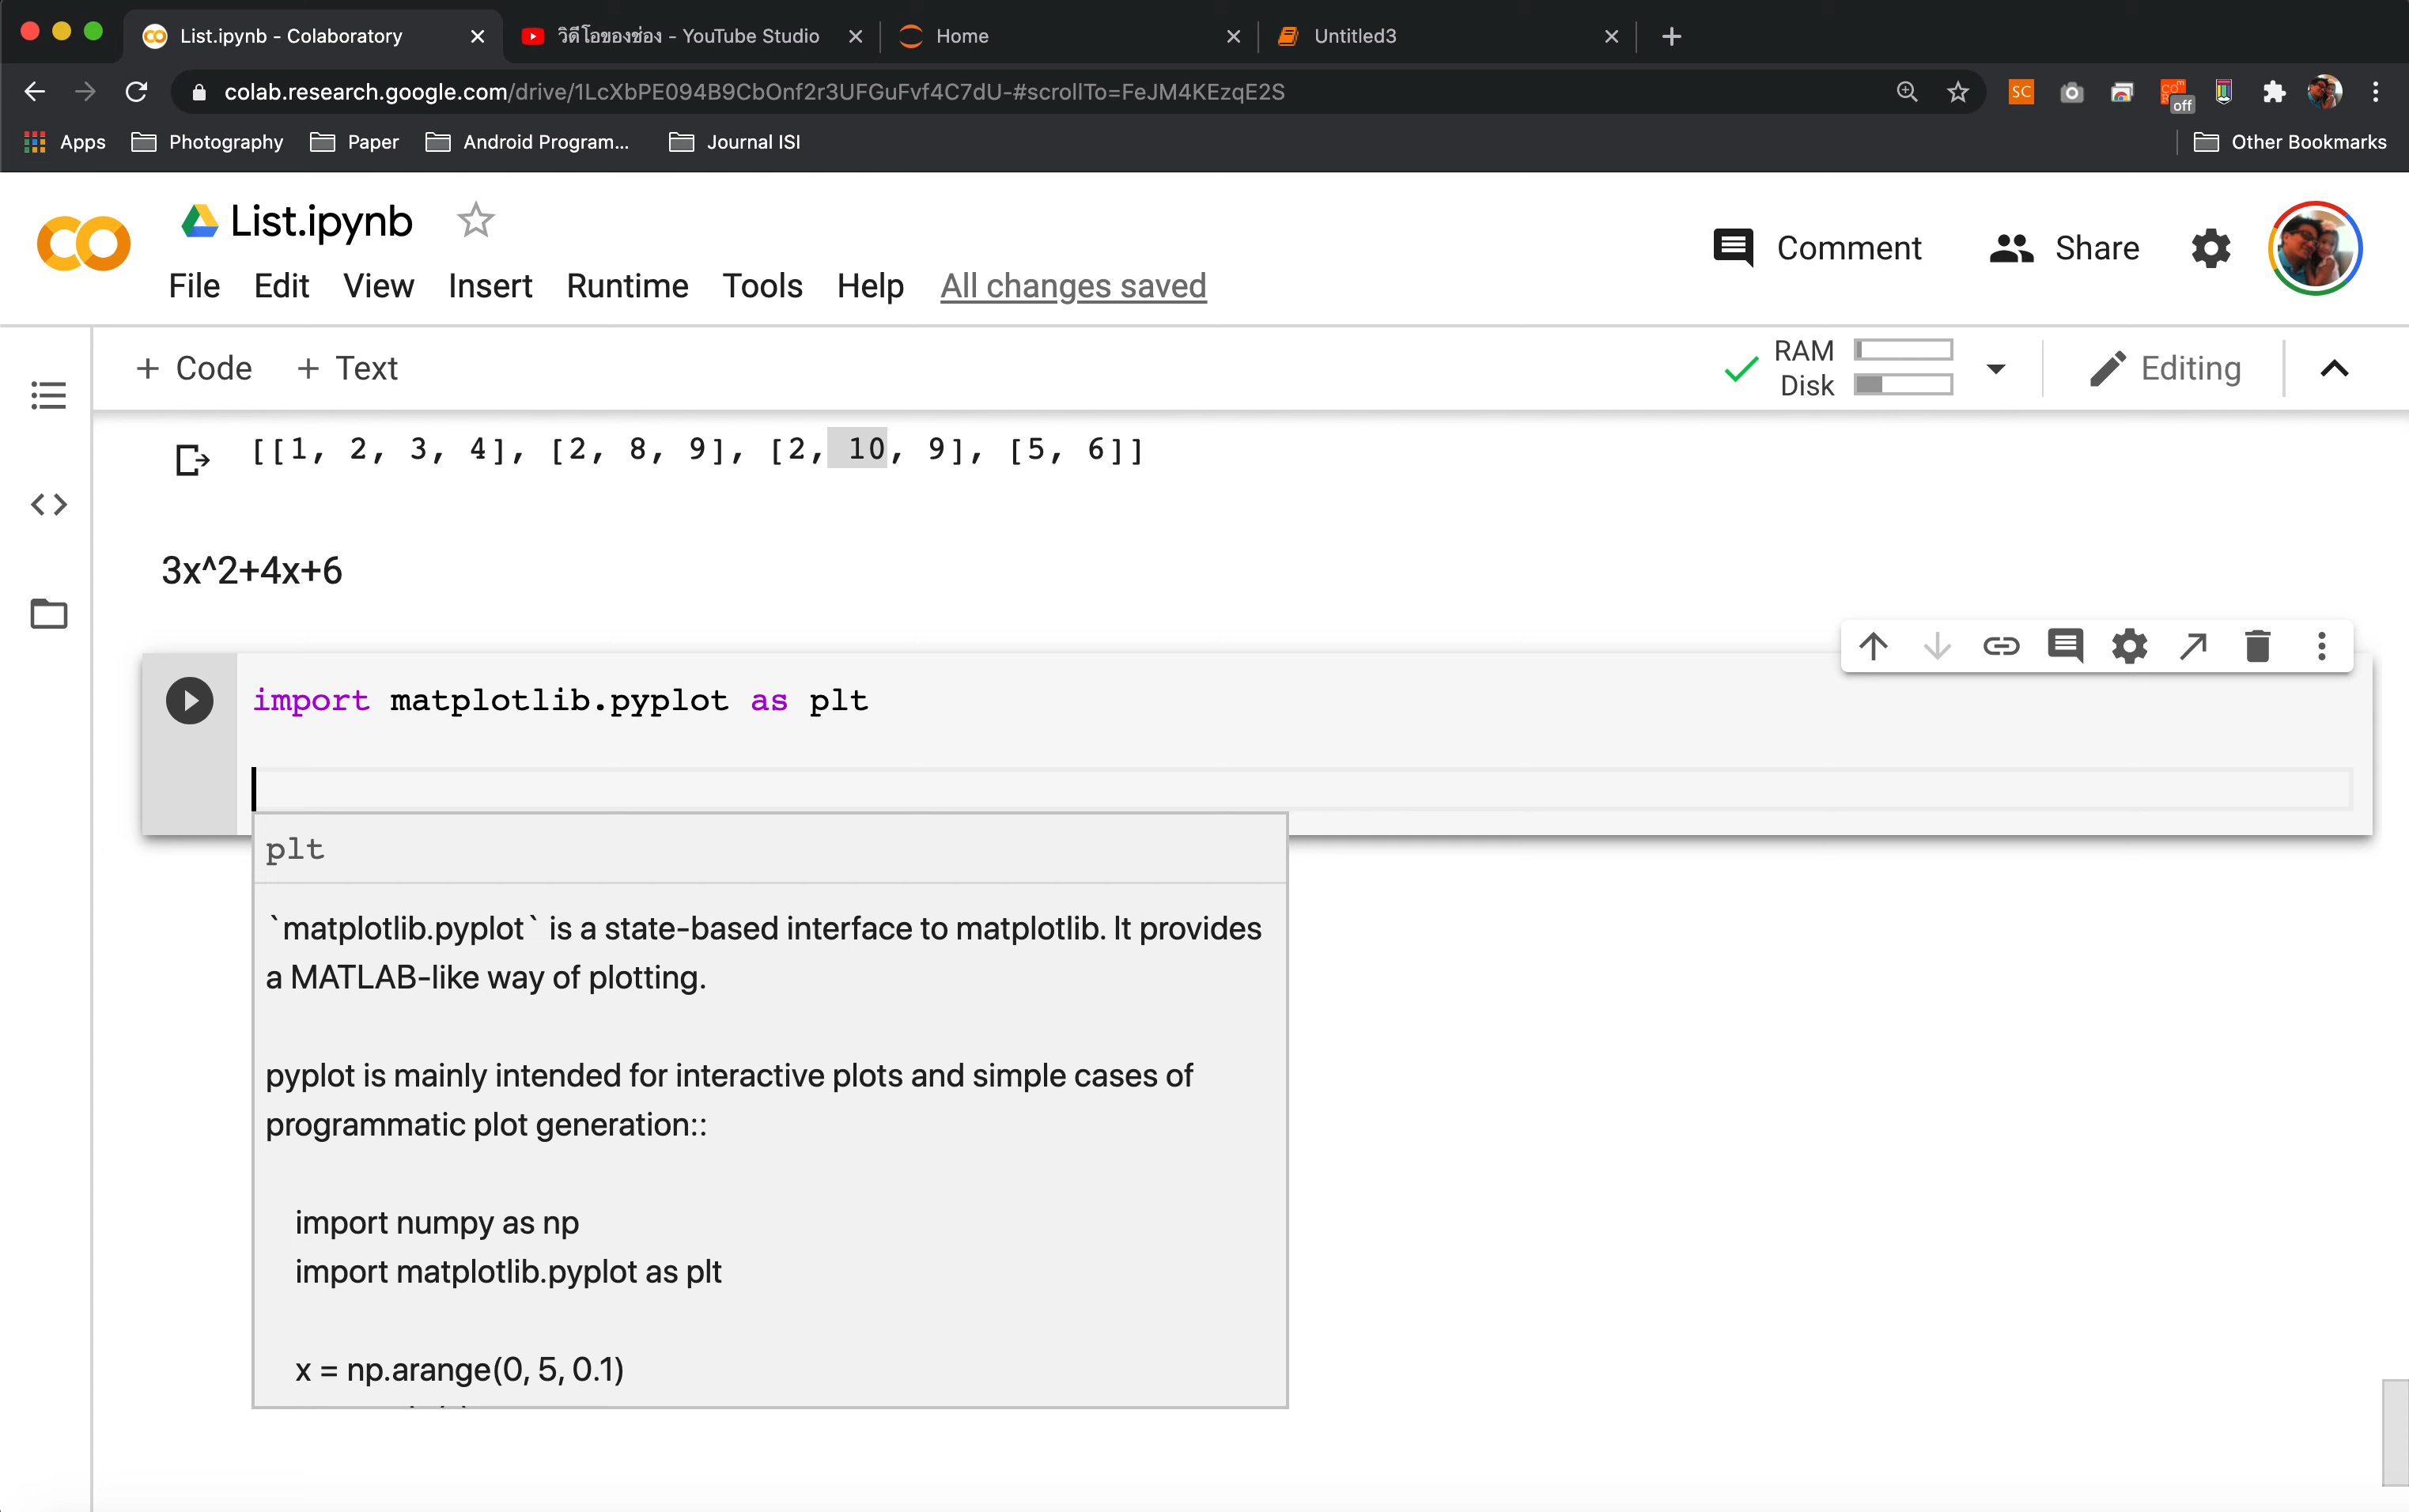 List.ipynb - Colaboratory
วิดีโอของช่อง - YouTube Studio
Home
Untitled3
colab.research.google.com/drive/1LcXbPE094B9CbOnf2r3UFGuFvf4C7dU-#scrollTo=FeJM4KEzqE2S
SC
off
Apps
Photography
Paper
Android Program...
Journal ISI
Other Bookmarks
List.ipynb
Comment
Share
File Edit View Insert Runtime Tools Help All changes saved
+ Code + Text
RAM
Disk
Editing
[[1, 2, 3, 4], [2, 8, 9], [2, 10, 9], [5, 6]]
3x^2+4x+6
import matplotlib.pyplot as plt
plt
`matplotlib.pyplot` is a state-based interface to matplotlib. It provides
a MATLAB-like way of plotting.
pyplot is mainly intended for interactive plots and simple cases of
programmatic plot generation::
import numpy as np
import matplotlib.pyplot as plt
x = np.arange(0, 5, 0.1)